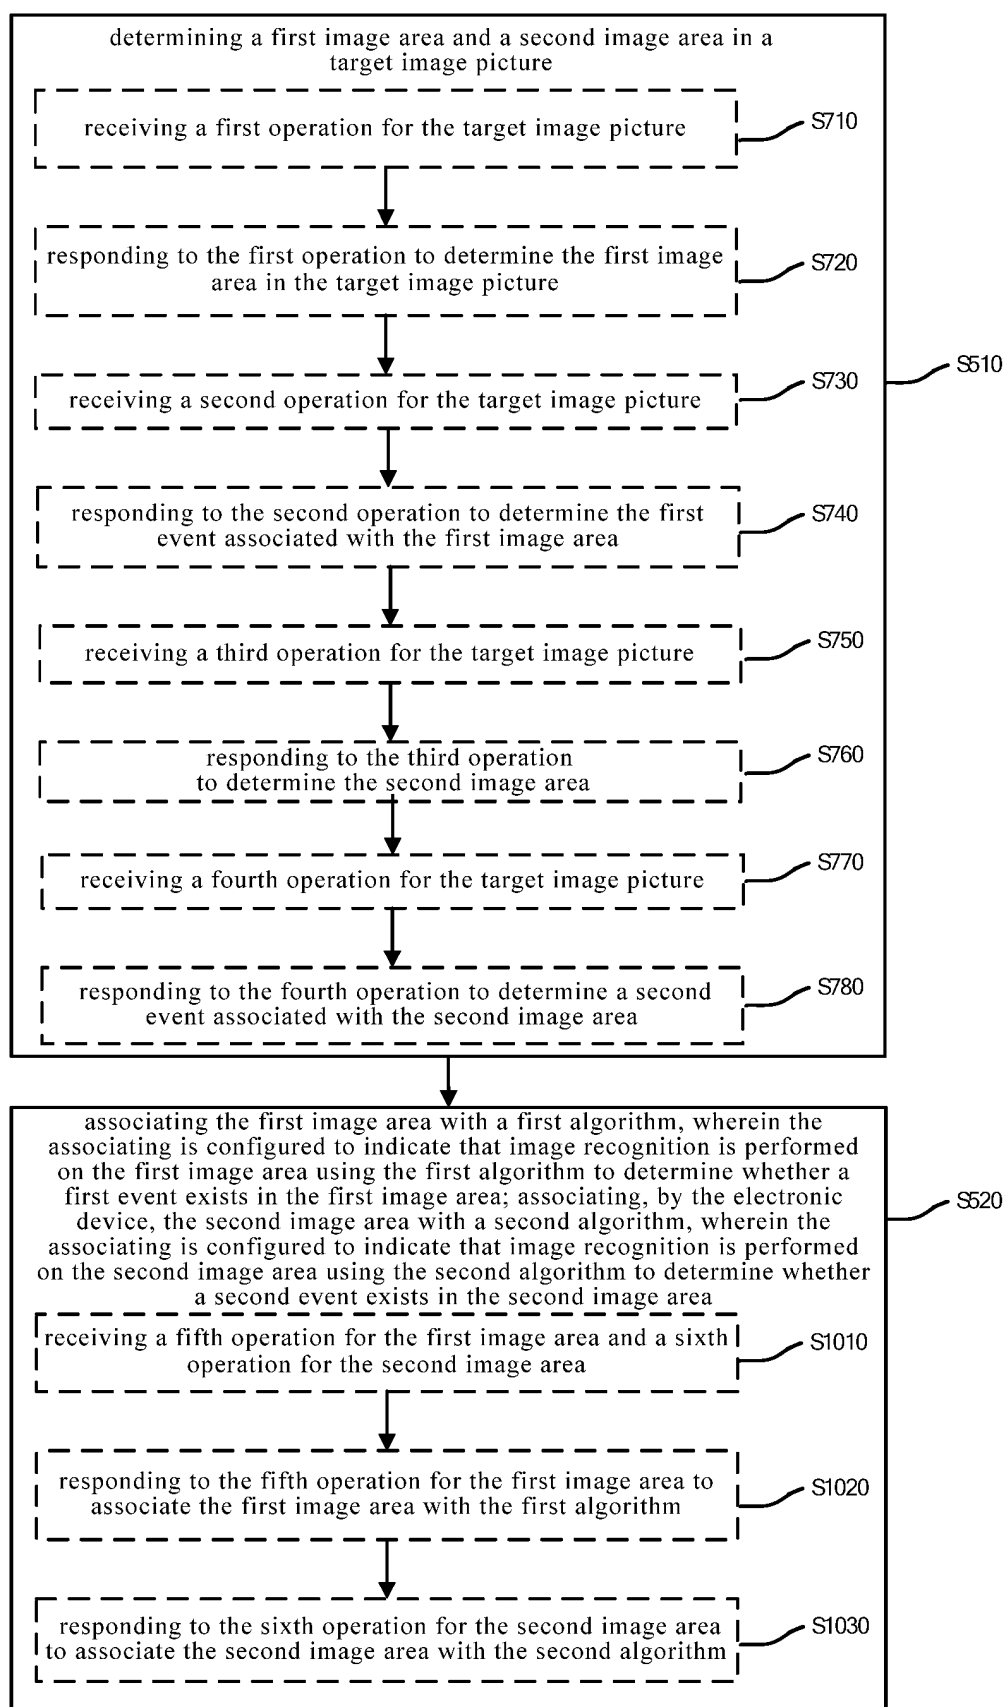 determining a first image area and a second image area in a
target image picture
receiving a first operation for the target image picture
S710
responding to the first operation to determine the first image
area in the target image picture
S720
receiving a second operation for the target image picture
S730
S510
responding to the second operation to determine the first
event associated with the first image area
S740
receiving a third operation for the target image picture
S750
responding to the third operation
to determine the second image area
S760
receiving a fourth operation for the target image picture
S770
responding to the fourth operation to determine a second
event associated with the second image area
S780
associating the first image area with a first algorithm, wherein the
associating is configured to indicate that image recognition is performed
on the first image area using the first algorithm to determine whether a
first event exists in the first image area; associating, by the electronic
device, the second image area with a second algorithm, wherein the
associating is configured to indicate that image recognition is performed
on the second image area using the second algorithm to determine whether
a second event exists in the second image area
S520
receiving a fifth operation for the first image area and a sixth
operation for the second image area
S1010
responding to the fifth operation for the first image area to
associate the first image area with the first algorithm
S1020
responding to the sixth operation for the second image area
to associate the second image area with the second algorithm
S1030